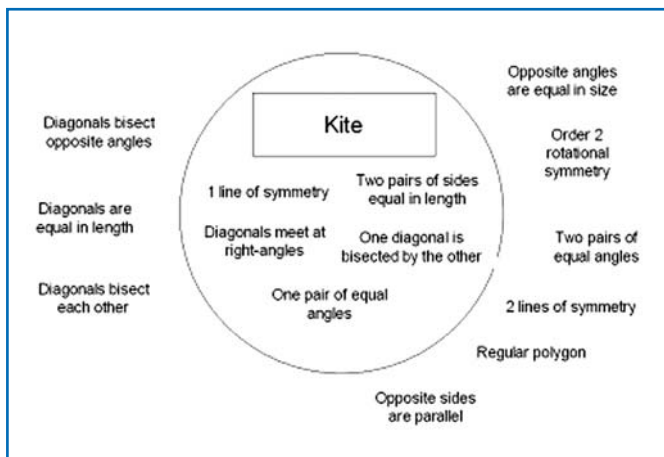 Opposite angles
are equal in size
Diagonals bisect
opposite angles
Kite
Order 2
rotational
symmetry
1 line of symmetry
Two pairs of sides
equal in length
Diagonals are
equal in length
Diagonals meet at
right-angles
One diagonal is
bisected by the other
Two pairs of
equal angles
Diagonals bisect
each other
One pair of equal
angles
2 lines of symmetry
Regular polygon
Opposite sides
are parallel